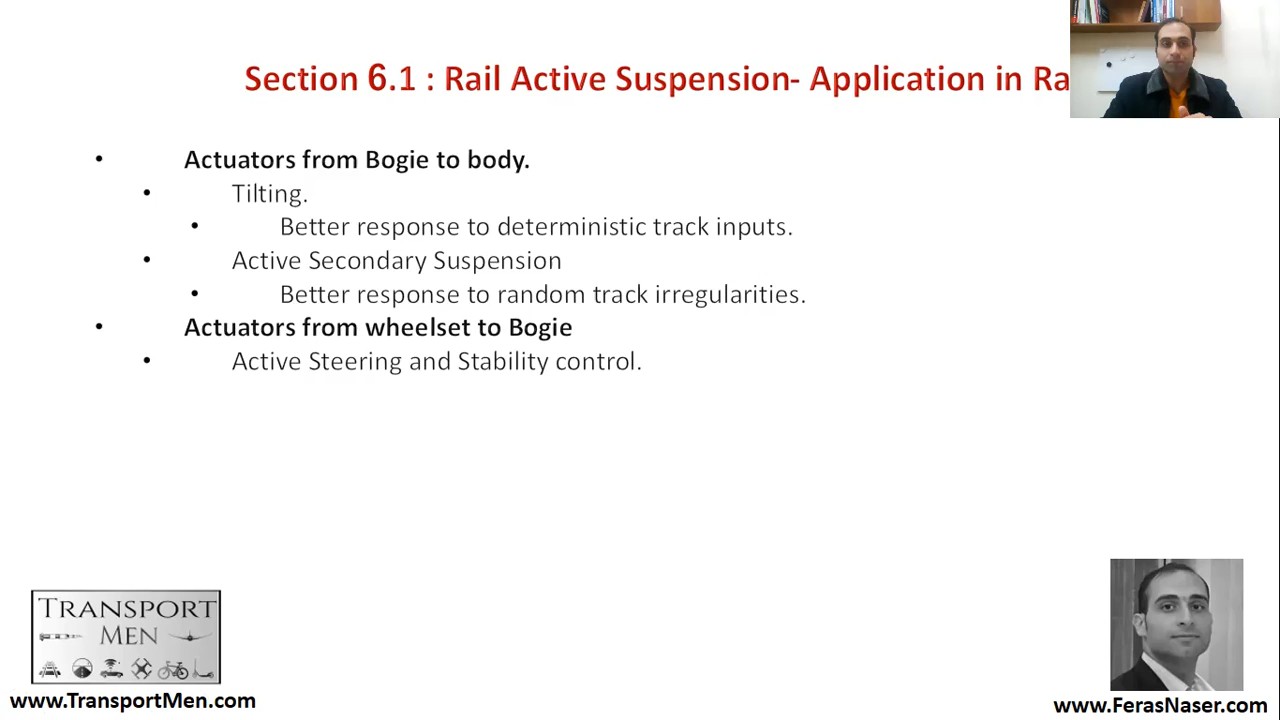 Section 6.1 : Rail Active Suspension- Application in Ra
• Actuators from Bogie to body.
• Tilting.
• Better response to deterministic track inputs.
• Active Secondary Suspension
• Better response to random track irregularities.
• Actuators from wheelset to Bogie
• Active Steering and Stability control.
TRANSPORT
MEN
www.TransportMen.com
www.FerasNaser.com